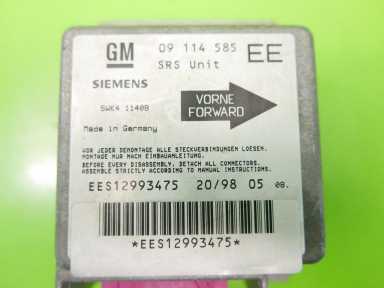 GM 09 114 585 EE
SRS Unit
SIEMENS
5WK4 1140B
VORNE
FORWARD
Made in Germany
VOR JEDER DEMONTAGE ALLE STECKVERBINDUNGEN LOESEN.
MONTAGE NUR NACH EINBAUANLEITUNG.
BEFORE EVERY DISASSEMBLY, DETACH ALL CONNECTORS.
ASSEMBLE STRICTLY ACCORDING TO MANUAL INSTRUCTIONS.
EES12993475 20/98 05 08.
*EES12993475*